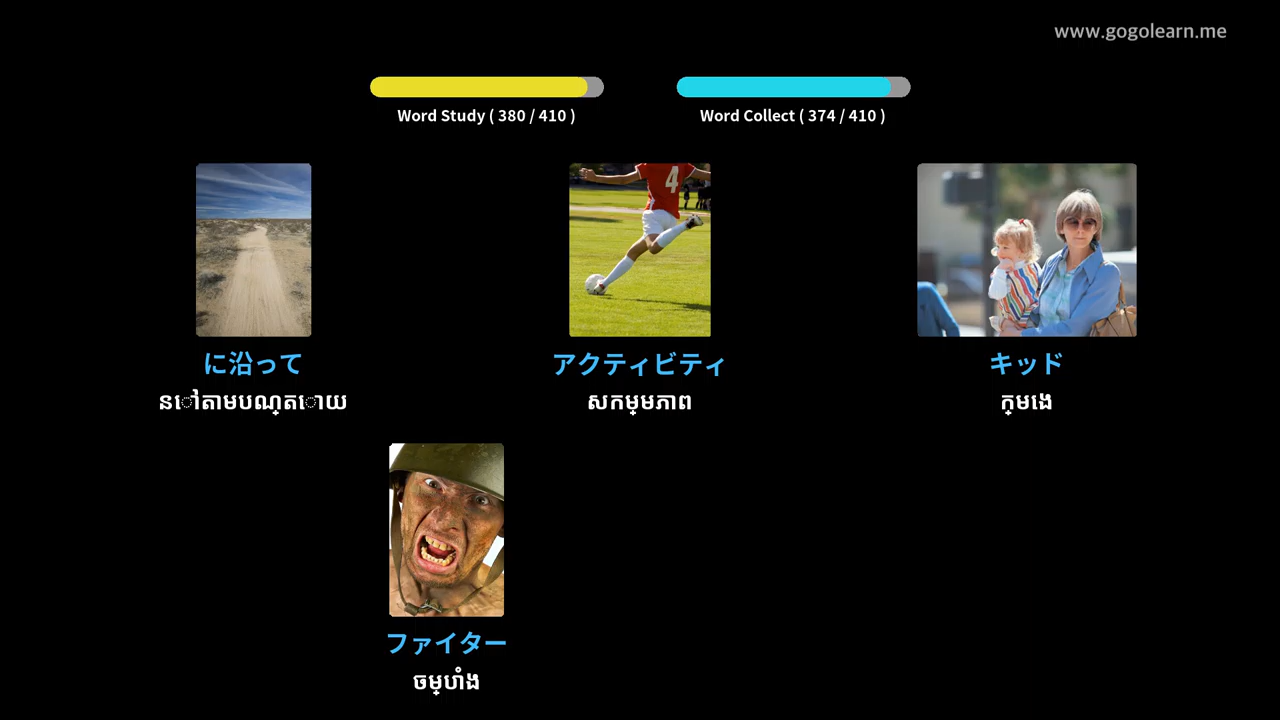 www.gogolearn.me
Word Study ( 380 / 410 )
Word Collect ( 374 / 410 )
4
に沿って
アクティビティ
キッド
នៅតាមបណ្តោយ
សកម្មភាព
ក្មេង
ファイター
ចម្បាំង